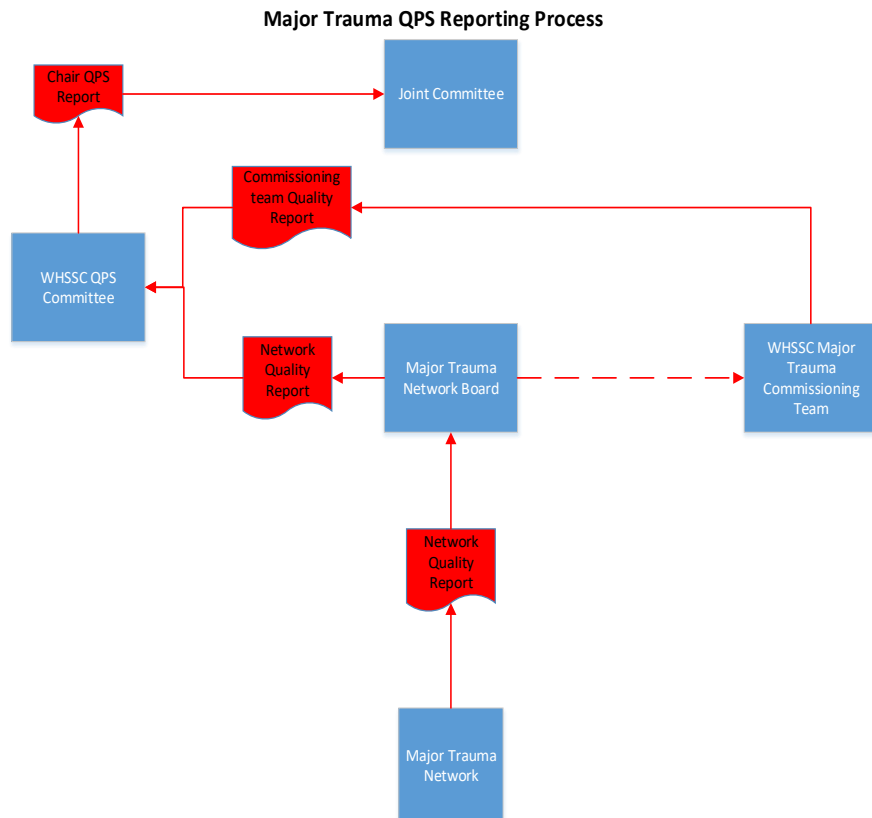 Major Trauma QPS Reporting Process
Chair QPS
Report
Joint Committee
Commissioning
team Quality
Report
WHSSC QPS
Committee
Network
Quality
Report
Major Trauma
Network Board
WHSSC Major
Trauma
Commissioning
Team
Network
Quality
Report
Major Trauma
Network